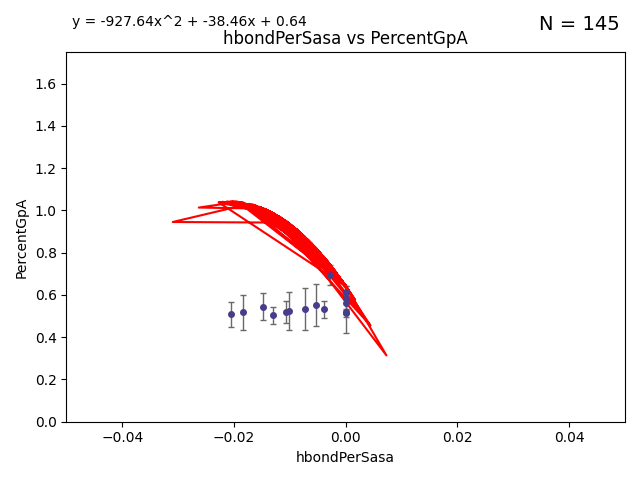 y = -927.64x^2 + -38.46x + 0.64
N = 145
hbondPerSasa vs PercentGpA
PercentGpA
1.6
1.4
1.2
1.0
0.8
0.6
0.4
0.2
0.0
−0.04
−0.02
0.00
0.02
0.04
hbondPerSasa